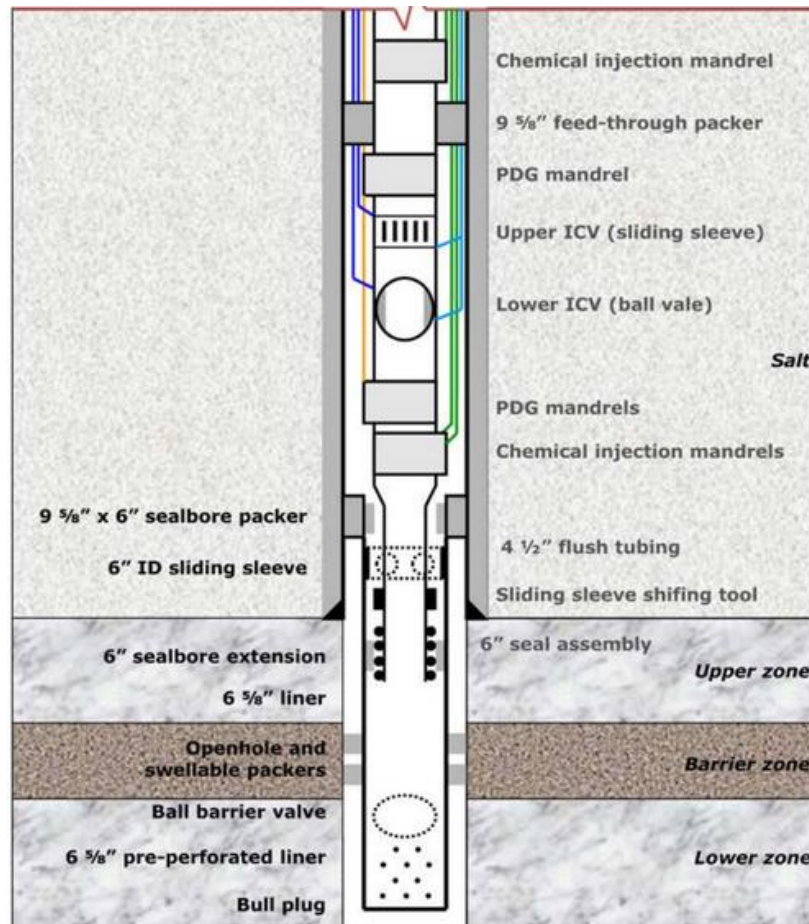 Chemical injection mandrel
9 ⅝” feed-through packer
PDG mandrel
Upper ICV (sliding sleeve)
Lower ICV (ball vale)
Salt
PDG mandrels
Chemical injection mandrels
9 ⅝” x 6” sealbore packer
4 ½” flush tubing
6” ID sliding sleeve
Sliding sleeve shifing tool
6” seal assembly
6” sealbore extension
Upper zone
6 ⅝” liner
Openhole and
swellable packers
Barrier zone
Ball barrier valve
6 ⅝” pre-perforated liner
Lower zone
Bull plug